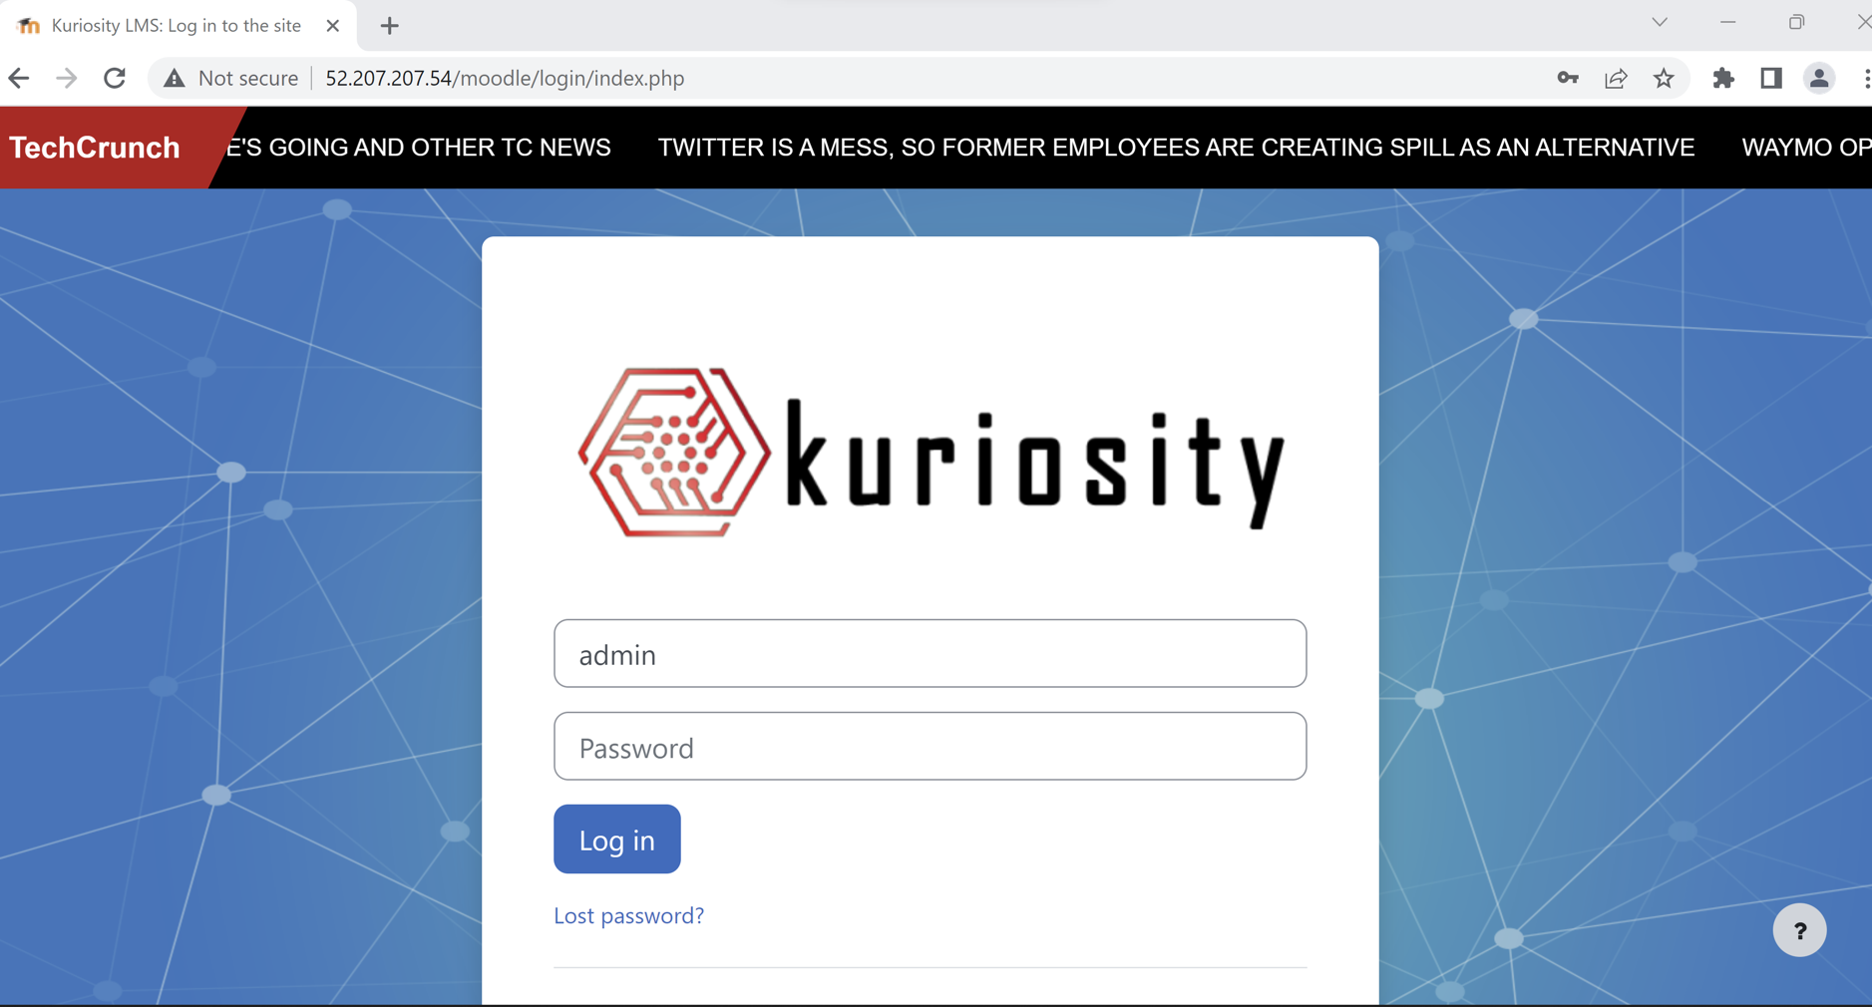 Kuriosity LMS: Log in to the site
Not secure 52.207.207.54/moodle/login/index.php
TechCrunch E'S GOING AND OTHER TC NEWS TWITTER IS A MESS, SO FORMER EMPLOYEES ARE CREATING SPILL AS AN ALTERNATIVE WAYMO OP
kuriosity
admin
Password
Log in
Lost password?
?